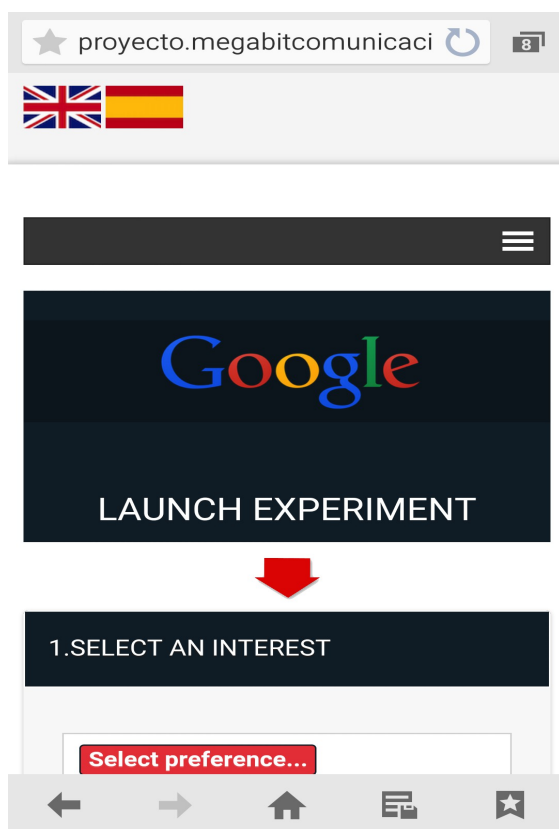 proyecto.megabitcomunicaci
8
Google
LAUNCH EXPERIMENT
1.SELECT AN INTEREST
Select preference...